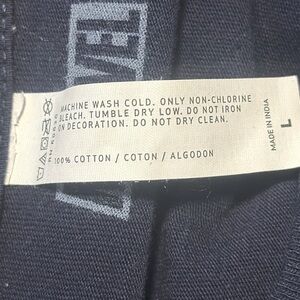 MACHINE WASH COLD. ONLY NON-CHLORINE
BLEACH. TUMBLE DRY LOW. DO NOT IRON
ON DECORATION. DO NOT DRY CLEAN.
100% COTTON / COTON / ALGODON
MADE IN INDIA
L